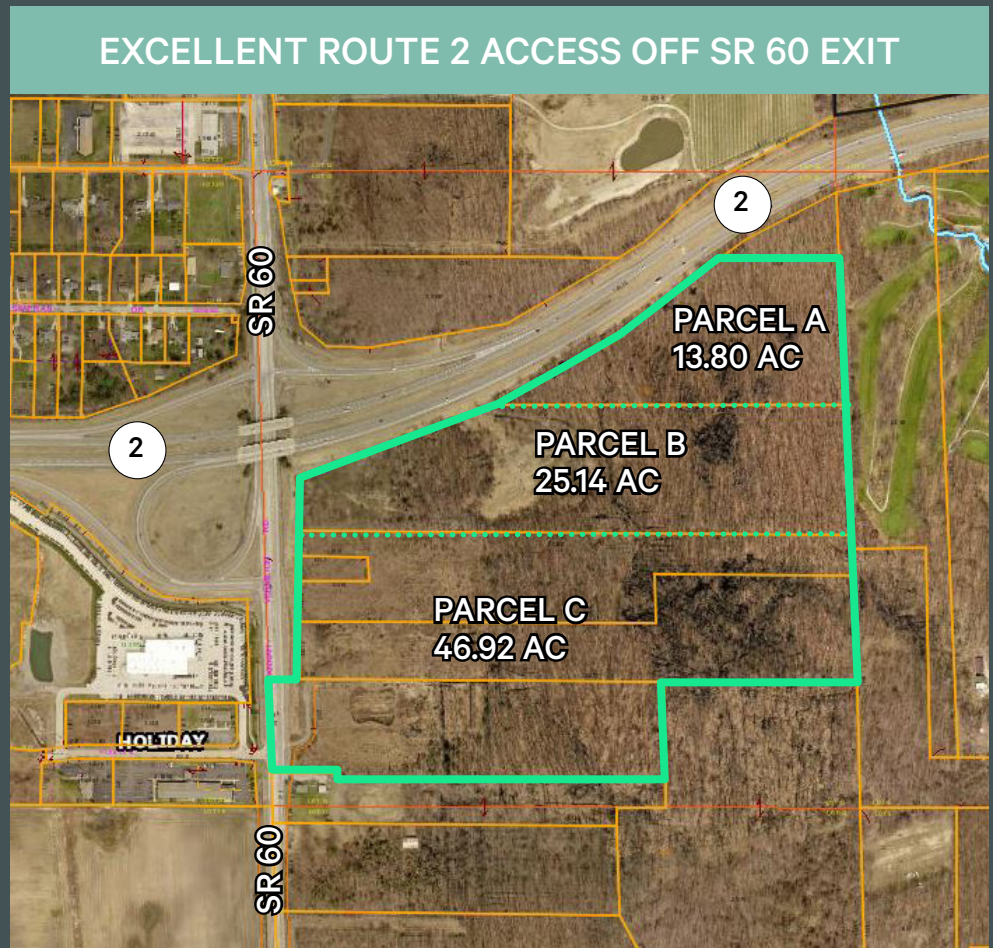 EXCELLENT ROUTE 2 ACCESS OFF SR 60 EXIT
2
SR 60
PARCEL A
13.80 AC
2
PARCEL B
25.14 AC
PARCEL C
46.92 AC
HOLIDAY
SR 60